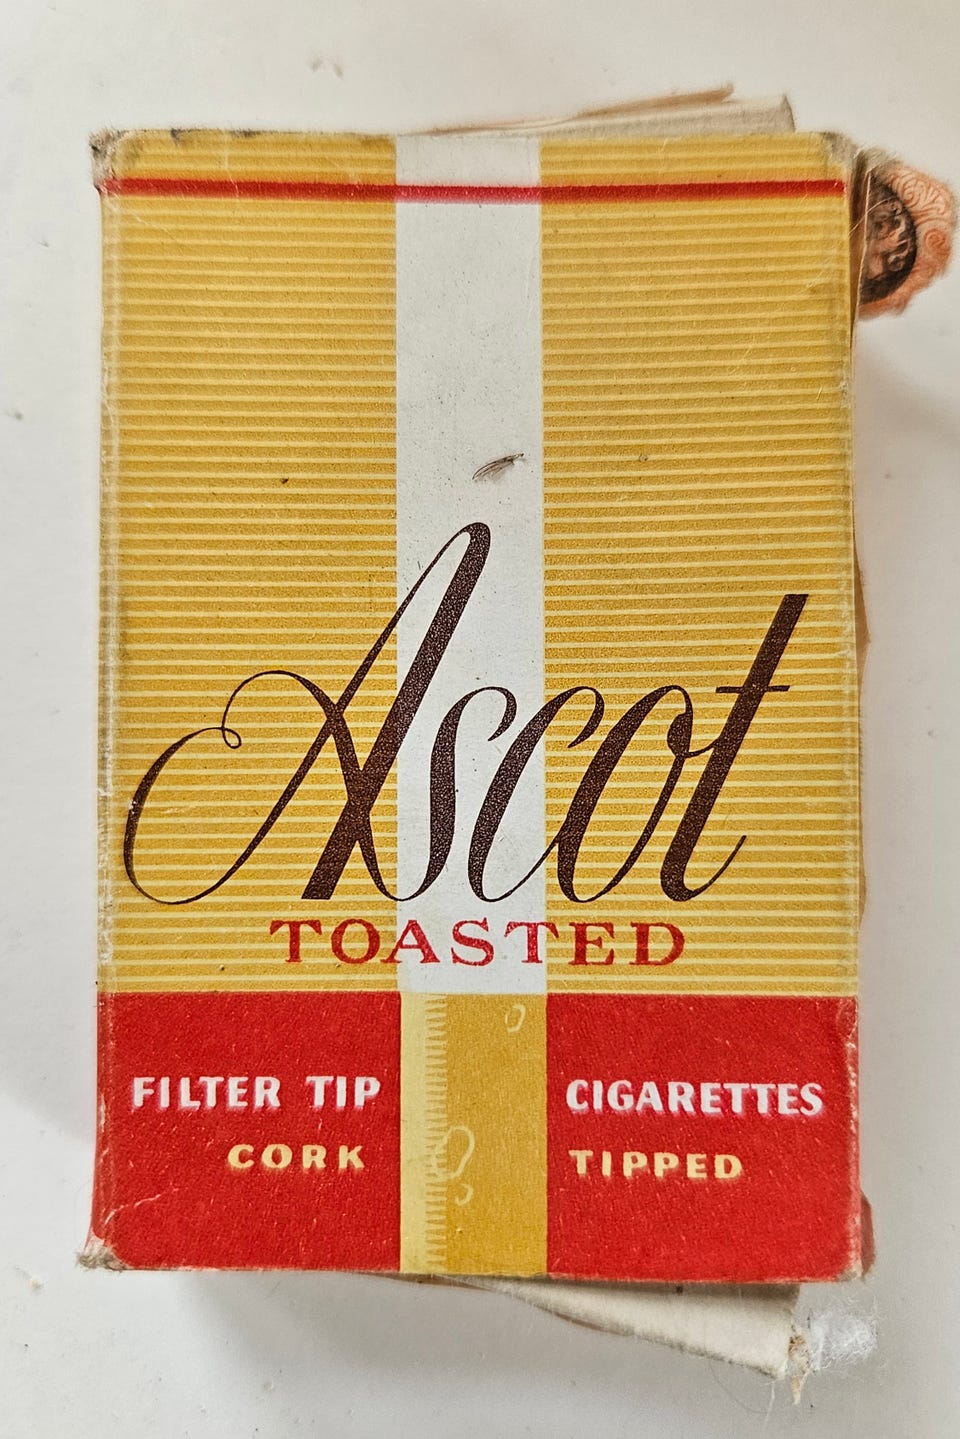 Ascot
TOASTED
FILTER TIP CIGARETTES
CORK TIPPED